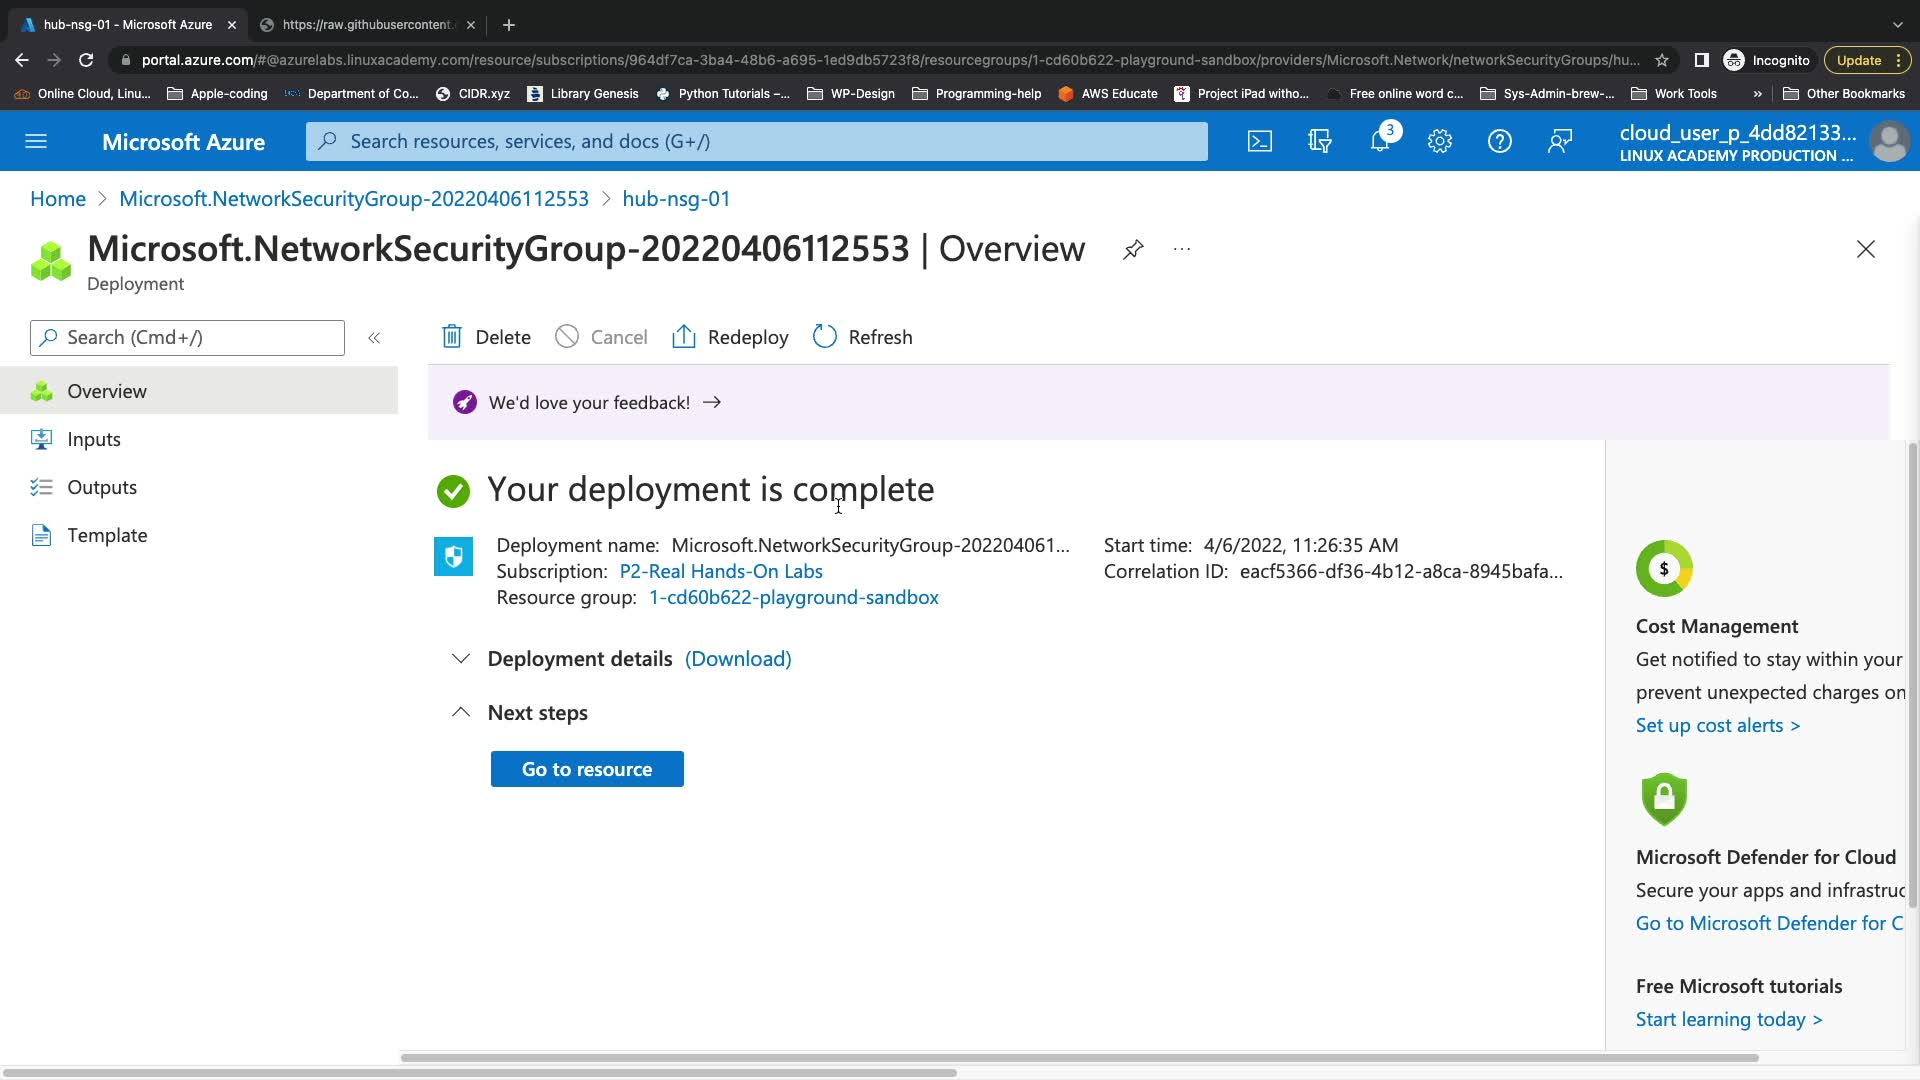 hub-nsg-01 - Microsoft Azure
https://raw.githubusercontent.
portal.azure.com/#@azurelabs.linuxacademy.com/resource/subscriptions/964df7ca-3ba4-48b6-a695-1ed9db5723f8/resourcegroups/1-cd60b622-playground-sandbox/providers/Microsoft.Network/networkSecurityGroups/hu...
Incognito
Update
Online Cloud, Linu...
Apple-coding
Department of Co...
CIDR.xyz
Library Genesis
Python Tutorials –...
WP-Design
Programming-help
AWS Educate
Project iPad witho...
Free online word c...
Sys-Admin-brew-...
Work Tools
»
Other Bookmarks
Microsoft Azure
Search resources, services, and docs (G+/)
3
cloud_user_p_4dd82133...
LINUX ACADEMY PRODUCTION ...
Home > Microsoft.NetworkSecurityGroup-20220406112553 > hub-nsg-01
Microsoft.NetworkSecurityGroup-20220406112553 | Overview
...
Deployment
Search (Cmd+/)
«
Delete
Cancel
Redeploy
Refresh
Overview
Inputs
Outputs
Template
We'd love your feedback! →
Your deployment is complete
Deployment name: Microsoft.NetworkSecurityGroup-202204061...
Subscription: P2-Real Hands-On Labs
Resource group: 1-cd60b622-playground-sandbox
Start time: 4/6/2022, 11:26:35 AM
Correlation ID: eacf5366-df36-4b12-a8ca-8945bafa...
Deployment details (Download)
Next steps
Go to resource
$
Cost Management
Get notified to stay within your
prevent unexpected charges on
Set up cost alerts >
Microsoft Defender for Cloud
Secure your apps and infrastruc
Go to Microsoft Defender for C
Free Microsoft tutorials
Start learning today >